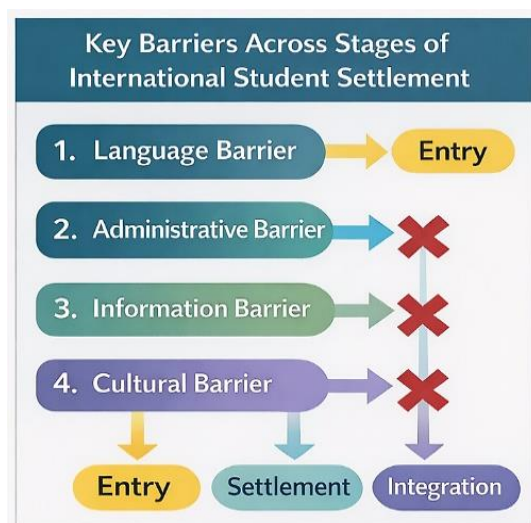 Key Barriers Across Stages of
International Student Settlement
1. Language Barrier
Entry
2. Administrative Barrier
3. Information Barrier
4. Cultural Barrier
Entry
Settlement
Integration